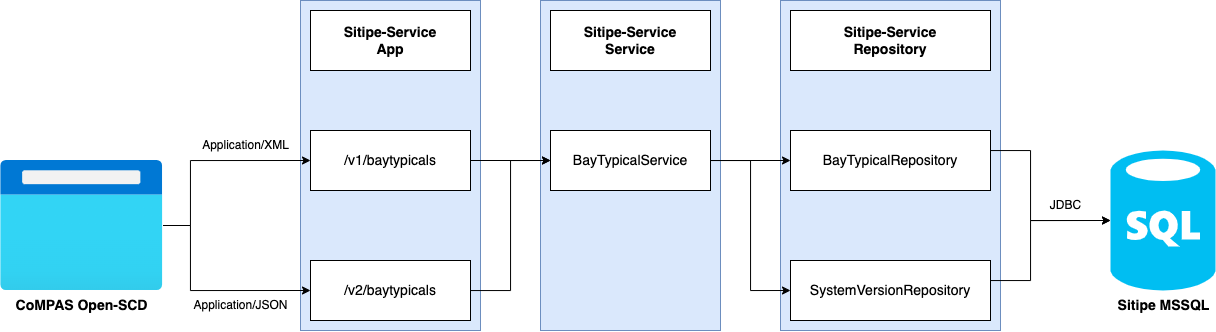 Sitipe-Service
App
Sitipe-Service
Service
Sitipe-Service
Repository
Application/XML
/v1/baytypicals
BayTypicalService
BayTypicalRepository
JDBC
SQL
/v2/baytypicals
SystemVersionRepository
CoMPAS Open-SCD
Application/JSON
Sitipe MSSQL